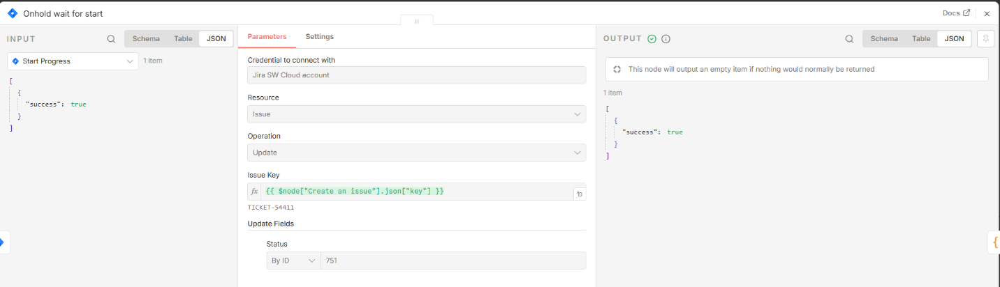 Onhold wait for start
Docs
INPUT
Schema Table JSON
Start Progress
1 item
[
{
"success": true
}
]
Parameters Settings
Credential to connect with
Jira SW Cloud account
Resource
Issue
Operation
Update
Issue Key
fx {{ $node["Create an issue"].json["key"] }}
TICKET-54411
Update Fields
Status
By ID 751
OUTPUT
Schema Table JSON
This node will output an empty item if nothing would normally be returned
1 item
[
{
"success": true
}
]
{